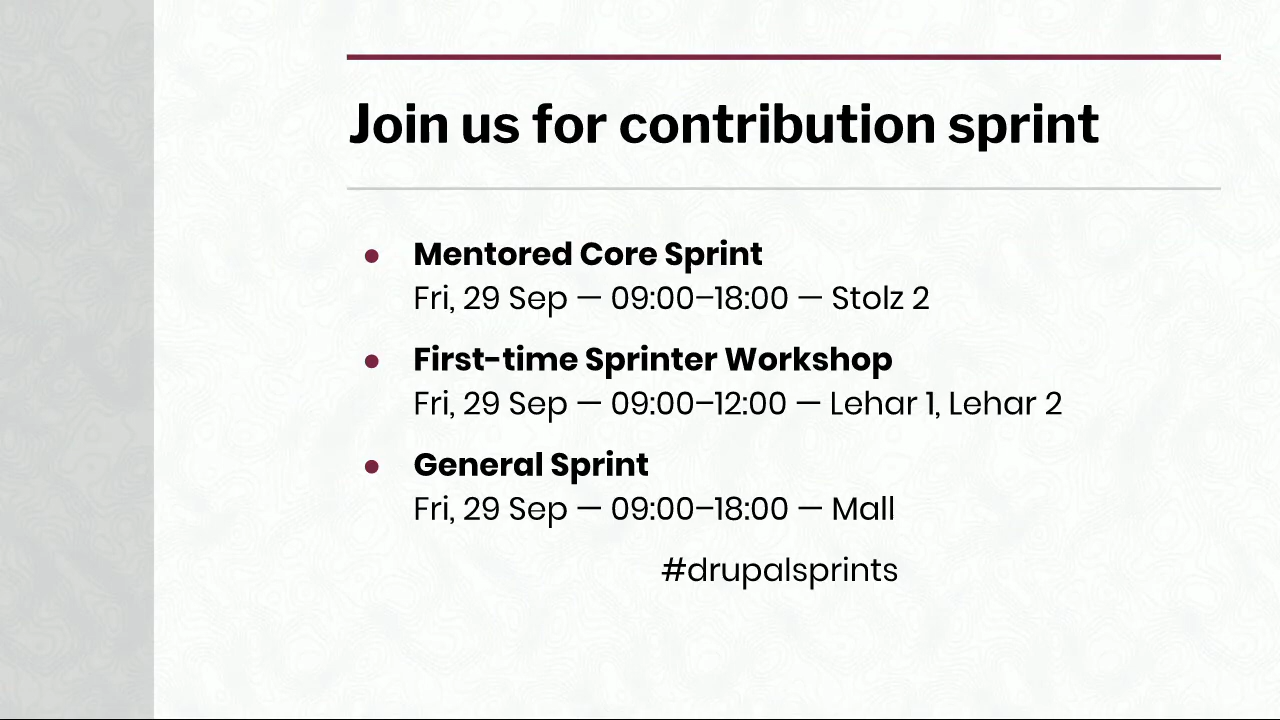 Join us for contribution sprint
● Mentored Core Sprint
Fri, 29 Sep — 09:00–18:00 — Stolz 2
● First-time Sprinter Workshop
Fri, 29 Sep — 09:00–12:00 — Lehar 1, Lehar 2
● General Sprint
Fri, 29 Sep — 09:00–18:00 — Mall
#drupalsprints